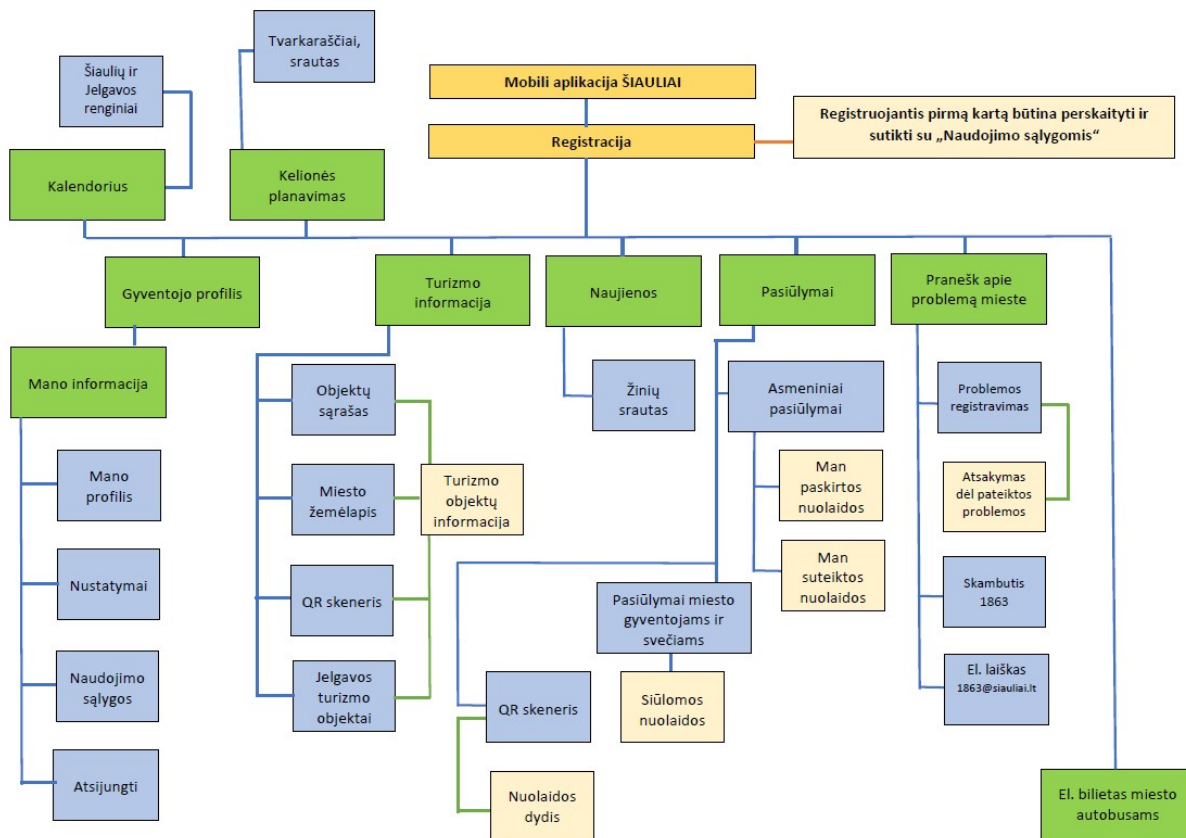 Tvarkaraščiai,
srautas
Šiaulių ir
Jelgavos
renginiai
Mobili aplikacija ŠIAULIAI
Registracija
Registruojantis pirmą kartą būtina perskaityti ir
sutikti su „Naudojimo sąlygomis“
Kalendorius
Kelionės
planavimas
Gyventojo profilis
Turizmo
informacija
Naujienos
Pasiūlymai
Pranešk apie
problemą mieste
Mano informacija
Mano
profilis
Nustatymai
Naudojimo
sąlygos
Atsijungti
Objektų
sąrašas
Miesto
žemėlapis
QR skeneris
Jelgavos
turizmo
objektai
Turizmo
objektų
informacija
Žinių
srautas
Asmeniniai
pasiūlymai
Man
paskirtos
nuolaidos
Man
suteiktos
nuolaidos
Pasiūlymai miesto
gyventojams ir
svečiams
Siūlomos
nuolaidos
QR skeneris
Nuolaidos
dydis
Problemos
registravimas
Atsakymas
dėl pateiktos
problemos
Skambutis
1863
El. laiškas
1863@siauliai.lt
El. bilietas miesto
autobusams